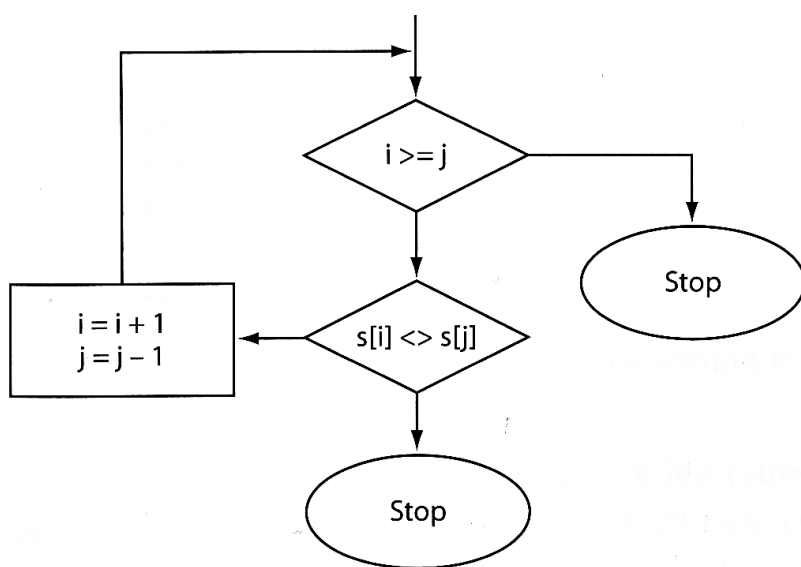 i >= j
Stop
i = i + 1
j = j – 1
s[i] <> s[j]
Stop